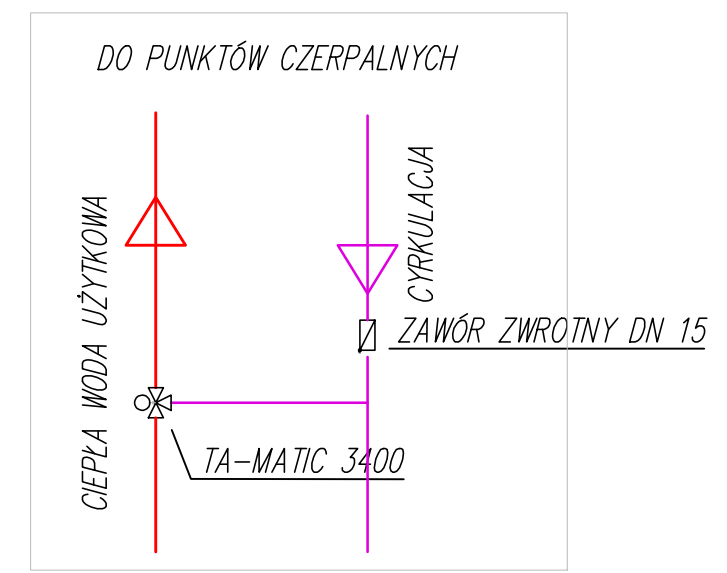 DO PUNKTÓW CZERPALNYCH
CIEPŁA WODA UŻYTKOWA
CYRKULACJA
ZAWÓR ZWROTNY DN 15
TA-MATIC 3400